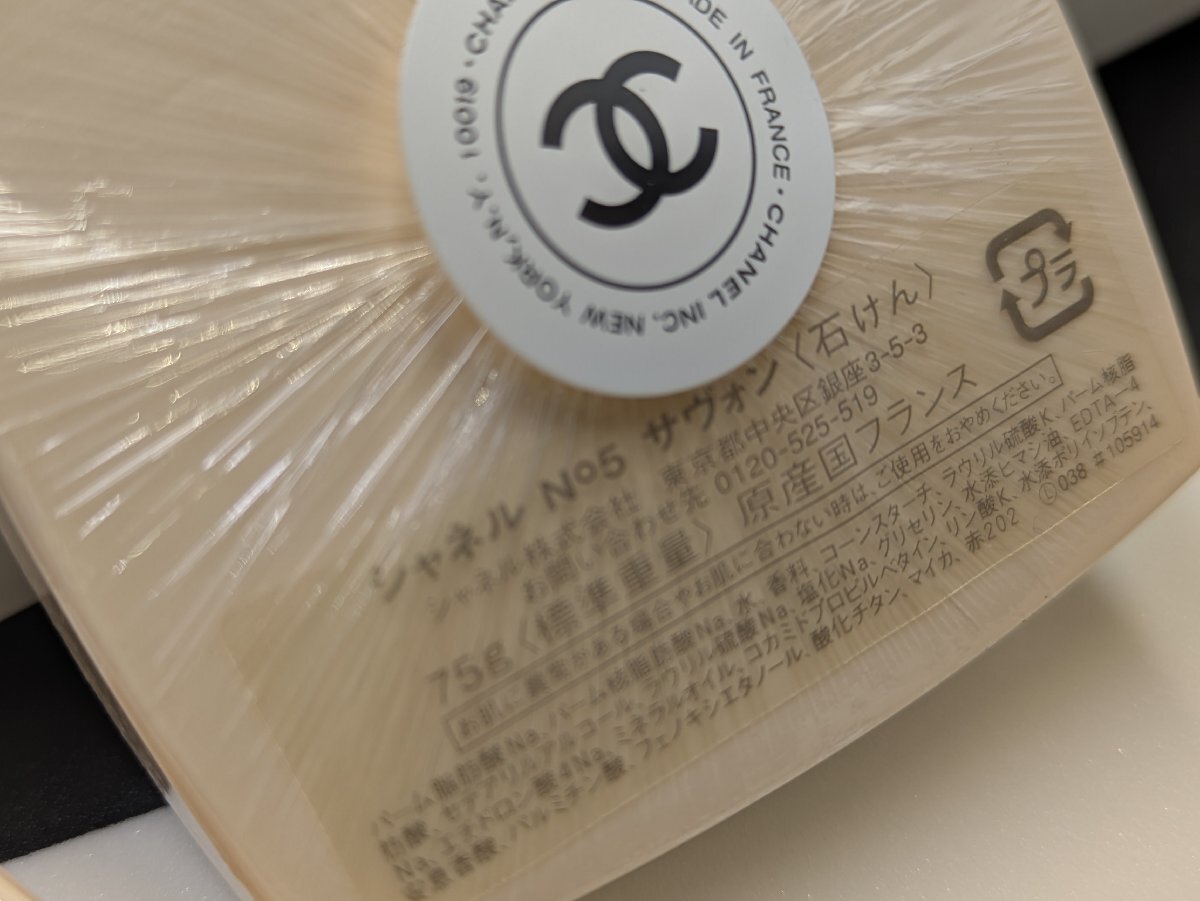 MADE IN FRANCE・CHANEL INC. NEW YORK, N.Y. 10019・CHA
プラ
シャネル Nº5 サヴォン〈石けん〉
シャネル株式会社 東京都中央区銀座3-5-3
お問い合わせ先 0120-525-519
75g〈標準重量〉 原産国フランス
お肌に異常がある場合やお肌に合わない時は、ご使用をおやめください。
パーム脂肪酸Na、パーム核脂肪酸Na、水、香料、コーンスターチ、ラウリル硫酸K、パーム核脂
肪酸、セテアリルアルコール、ラウリル硫酸Na、塩化Na、グリセリン、水添ヒマシ油、EDTA-4
Na、エチドロン酸4Na、ミネラルオイル、コカミドプロピルベタイン、リン酸K、水添ポリイソブテン、
安息香酸、パルミチン酸、フェノキシエタノール、酸化チタン、マイカ、赤202 Ⓛ038 #105914